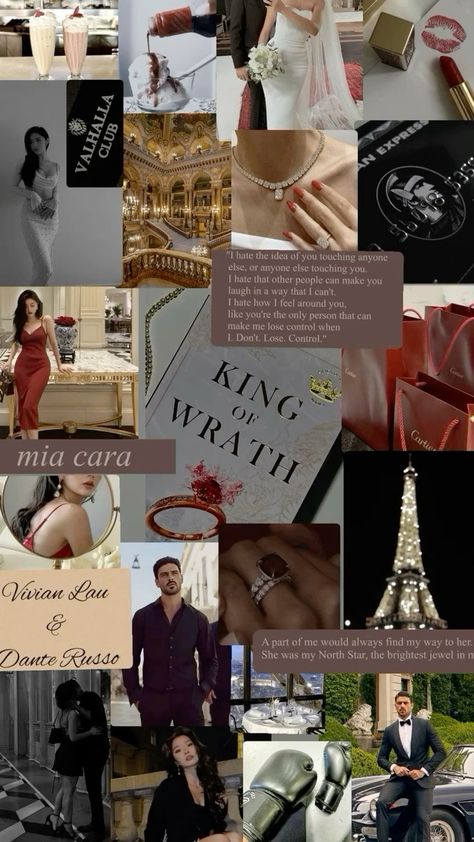 VALHALLA
CLUB
AN EXPRESS
"I hate the idea of you touching anyone
else, or anyone else touching you.
I hate that other people can make you
laugh in a way that I can't.
I hate how I feel around you,
like you're the only person that can
make me lose control when
I. Don't. Lose. Control."
KING
OF
WRATH
Cartier
Cartier
mia cara
Vivian Lau
&
Dante Russo
A part of me would always find my way to her.
She was my North Star, the brightest jewel in m